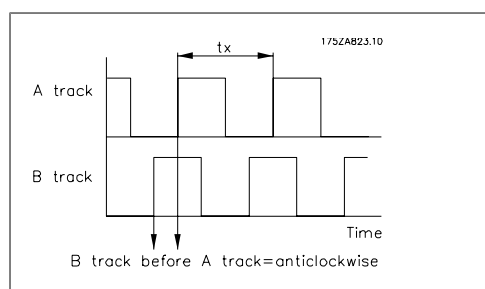 175ZA823.10
tx
A track
B track
Time
B track before A track=anticlockwise